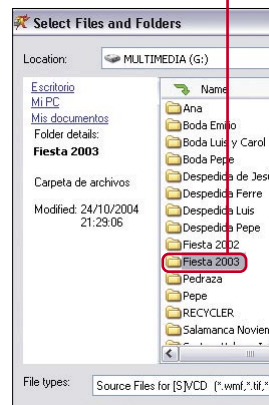 Select Files and Folders
Location: MULTIMEDIA (G:)
Escritorio
Mi PC
Mis documentos
Folder details:
Fiesta 2003
Carpeta de archivos
Modified: 24/10/2004
21:29:06
Name
Ana
Boda Emilio
Boda Luis y Carol
Boda Pepe
Despedida de Jesu
Despedida Ferre
Despedida Luis
Despedida Pepe
Fiesta 2002
Fiesta 2003
Pedraza
Pepe
RECYCLER
Salamanca Novien
File types: Source Files for [S]VCD (*.wmf,*.tif,*